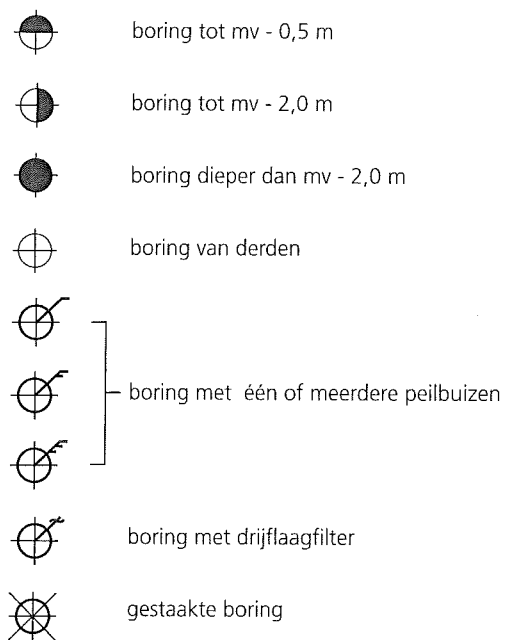 boring tot mv - 0,5 m
boring tot mv - 2,0 m
boring dieper dan mv - 2,0 m
boring van derden
boring met één of meerdere peilbuizen
boring met drijflaagfilter
gestaakte boring